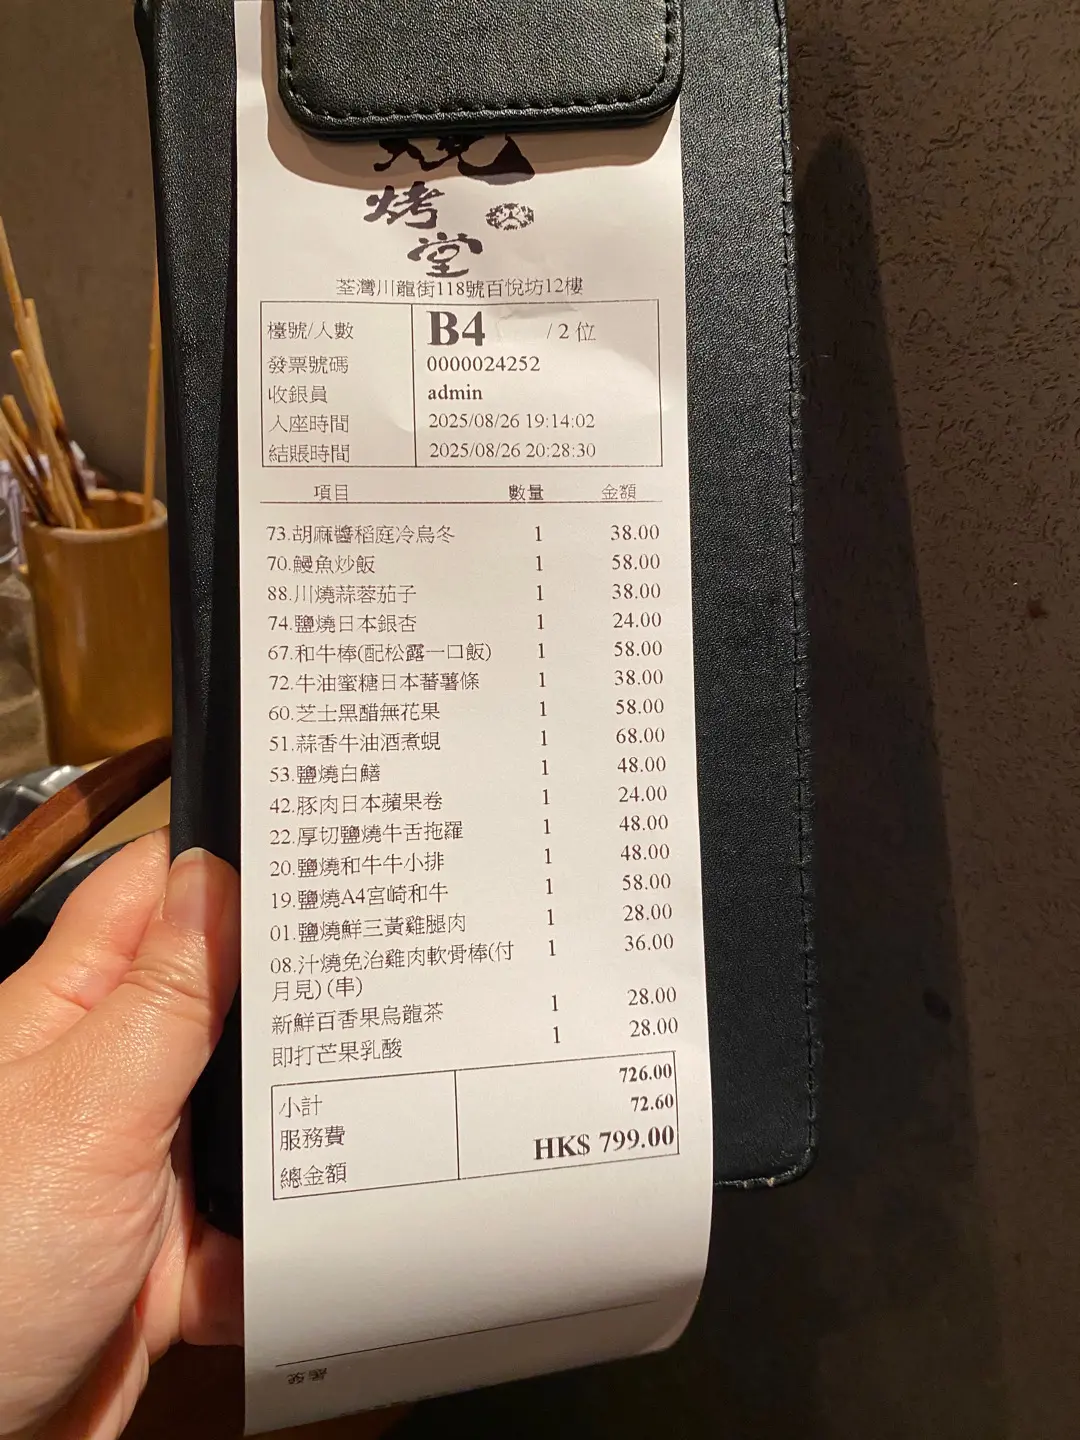 燒
烤
堂
荃灣川龍街118號百悅坊12樓
檯號/人數 B4 / 2 位
發票號碼 0000024252
收銀員 admin
入座時間 2025/08/26 19:14:02
結賬時間 2025/08/26 20:28:30
項目 數量 金額
73.胡麻醬稻庭冷烏冬 1 38.00
70.鰻魚炒飯 1 58.00
88.川燒蒜蓉茄子 1 38.00
74.鹽燒日本銀杏 1 24.00
67.和牛棒(配松露一口飯) 1 58.00
72.牛油蜜糖日本蕃薯條 1 38.00
60.芝士黑醋無花果 1 58.00
51.蒜香牛油酒煮蜆 1 68.00
53.鹽燒白鱔 1 48.00
42.豚肉日本蘋果卷 1 24.00
22.厚切鹽燒牛舌拖羅 1 48.00
20.鹽燒和牛牛小排 1 48.00
19.鹽燒A4宮崎和牛 1 58.00
01.鹽燒鮮三黃雞腿肉 1 28.00
08.汁燒免治雞肉軟骨棒(付 1 36.00
月見) (串)
新鮮百香果烏龍茶 1 28.00
即打芒果乳酸 1 28.00
小計 726.00
服務費 72.60
總金額 HK$ 799.00